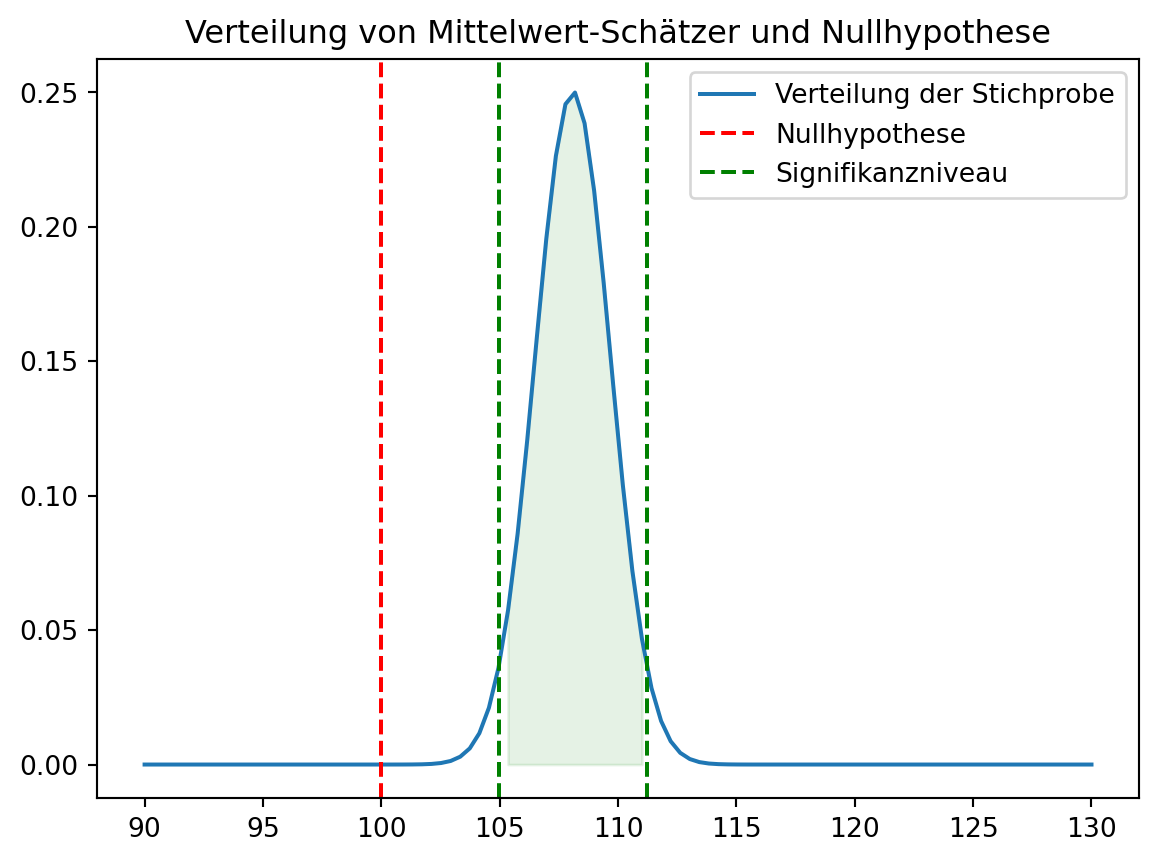 Verteilung von Mittelwert-Schätzer und Nullhypothese
Verteilung der Stichprobe
Nullhypothese
Signifikanzniveau
0.25
0.20
0.15
0.10
0.05
0.00
90 95 100 105 110 115 120 125 130